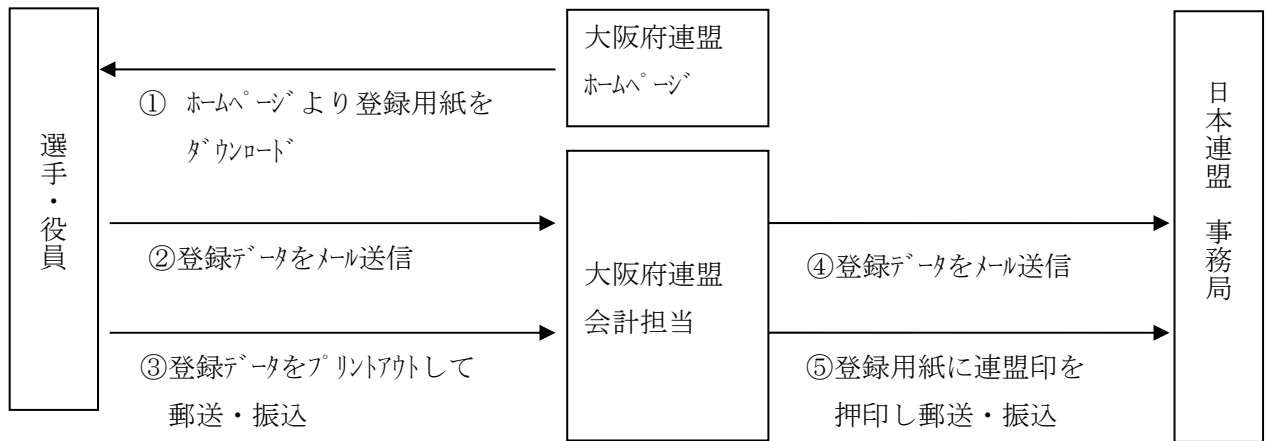 大阪府連盟
ﾎｰﾑﾍﾟｰｼﾞ
① ﾎｰﾑﾍﾟｰｼﾞより登録用紙を
ﾀﾞｳﾝﾛｰﾄﾞ
選手・役員
②登録ﾃﾞｰﾀをﾒｰﾙ送信
③登録ﾃﾞｰﾀをﾌﾟﾘﾝﾄｱｳﾄして
郵送・振込
大阪府連盟
会計担当
④登録ﾃﾞｰﾀをﾒｰﾙ送信
⑤登録用紙に連盟印を
押印し郵送・振込
日本連盟　事務局